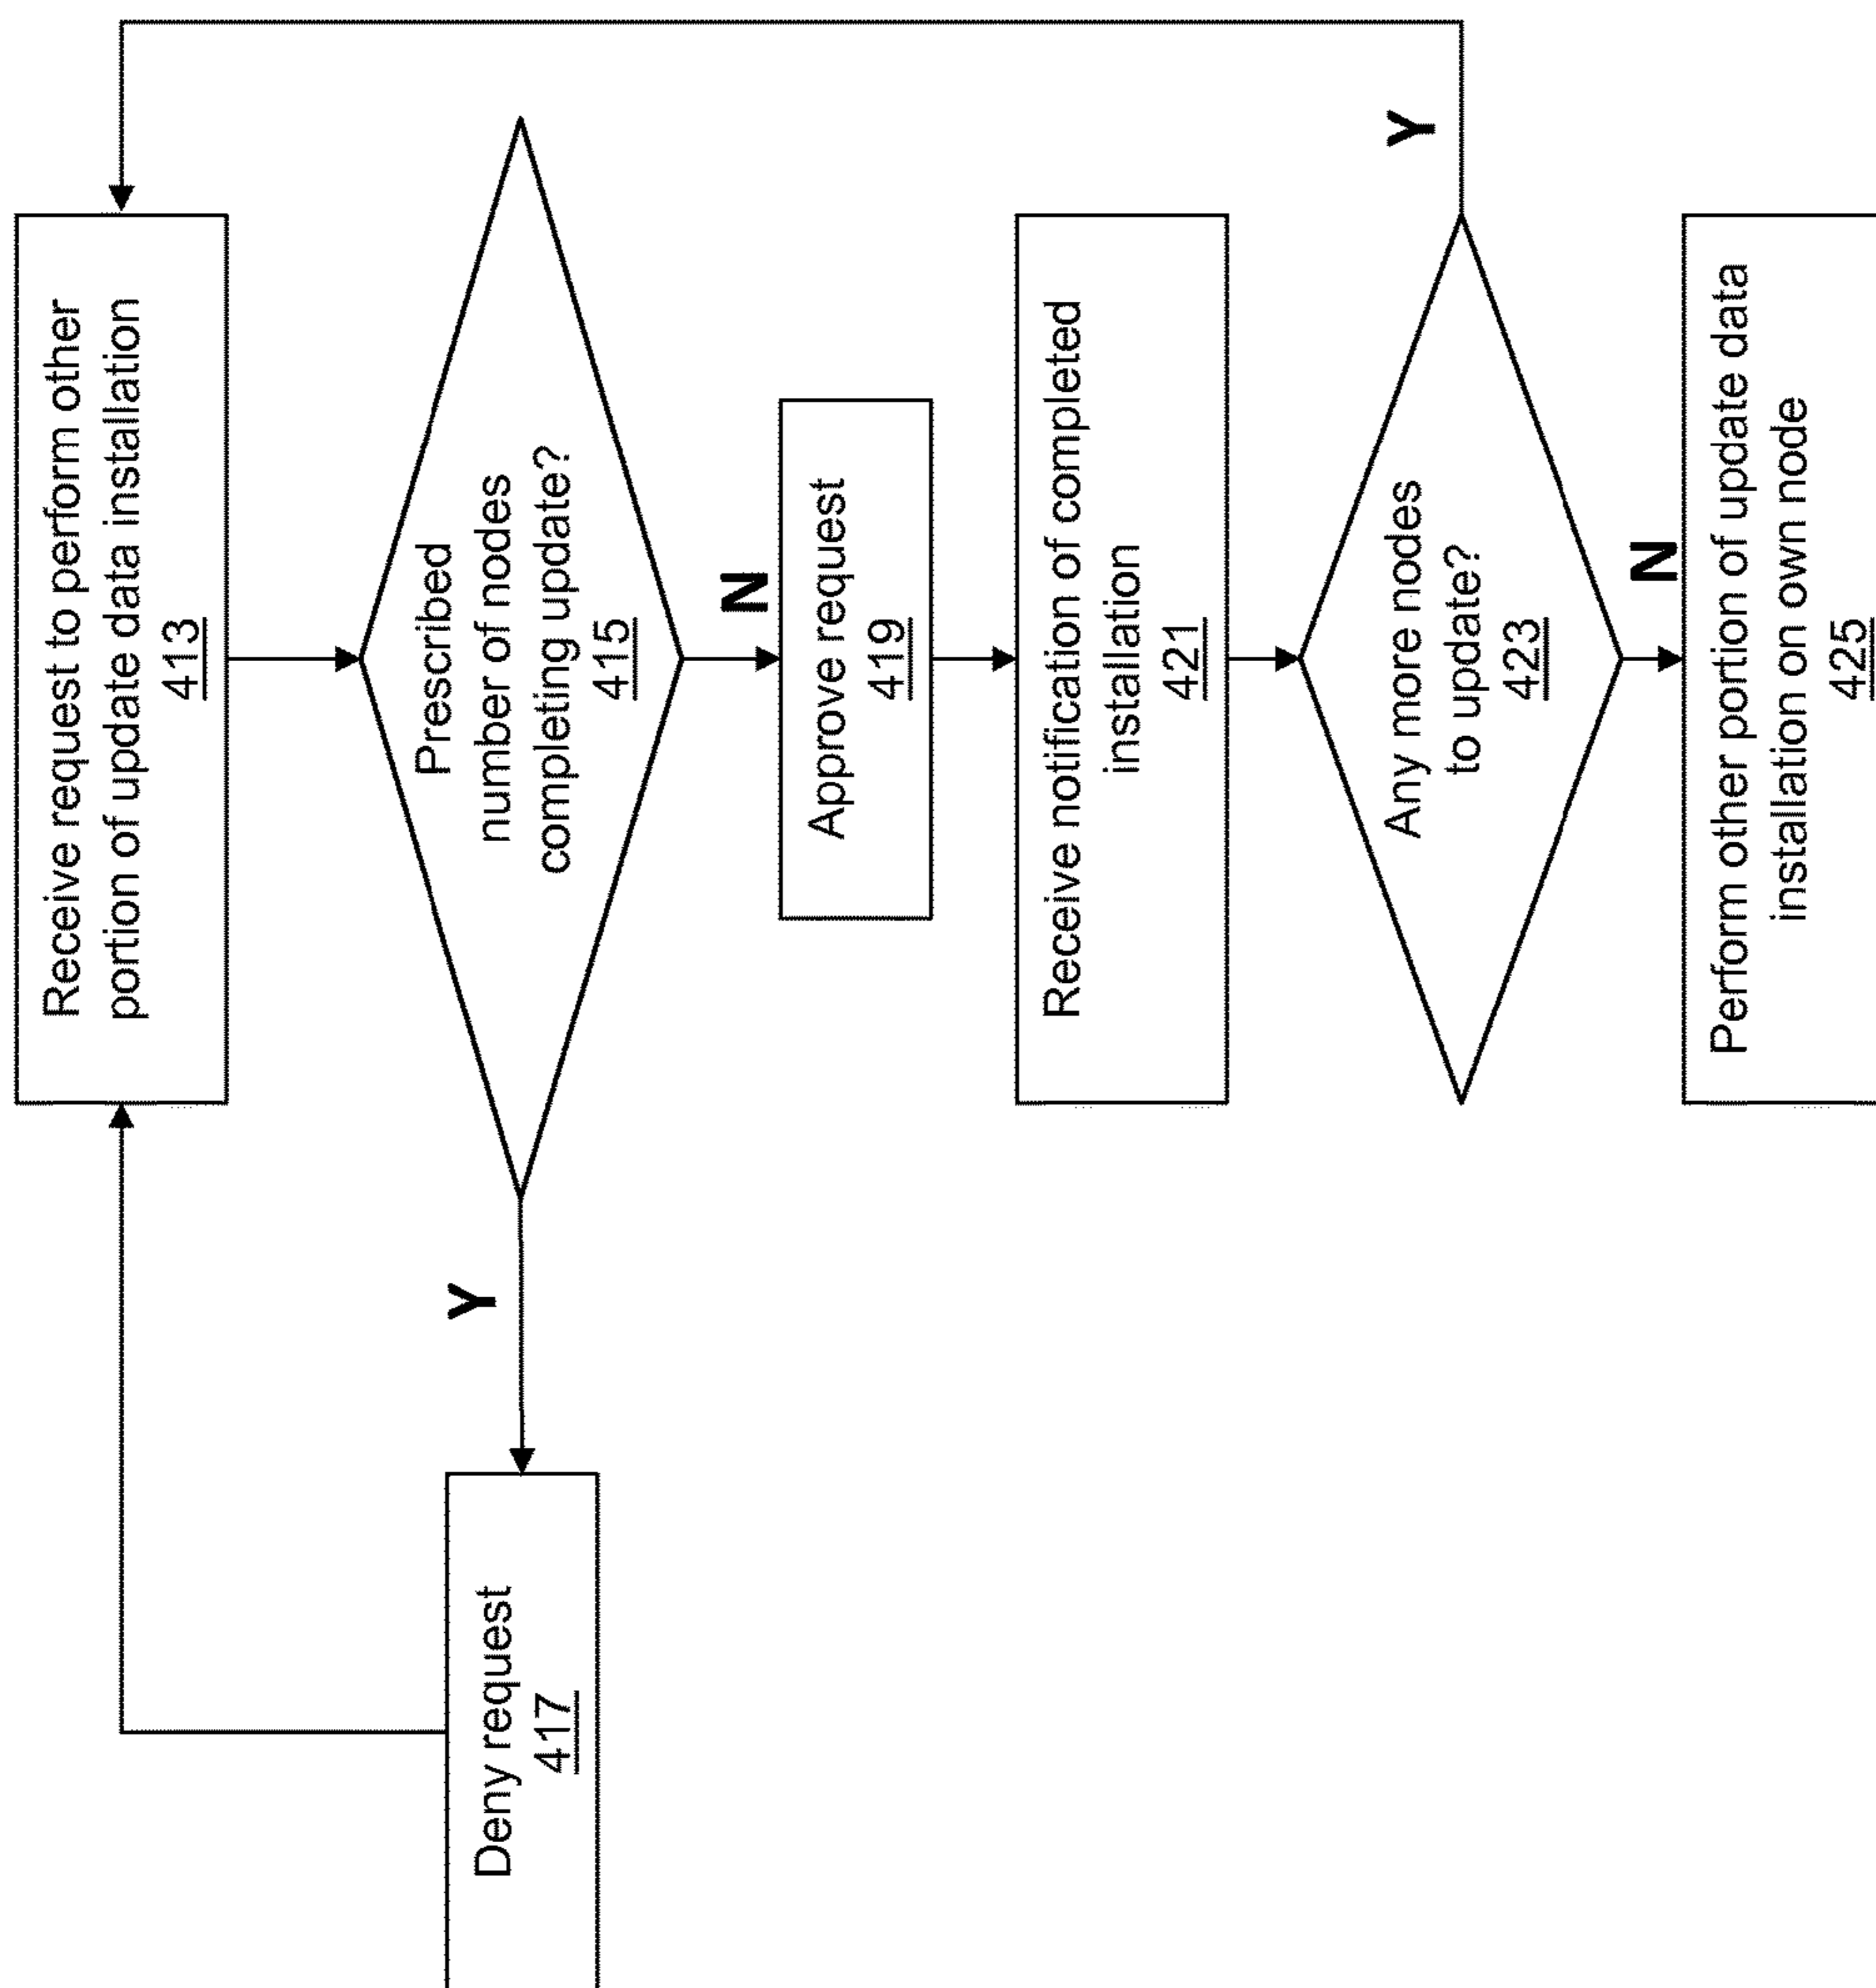 Receive request to perform other
portion of update data installation
413
Prescribed
number of nodes
completing update?
415
Y
N
Deny request
417
Approve request
419
Receive notification of completed
installation
421
Any more nodes
to update?
423
Y
N
Perform other portion of update data
installation on own node
425